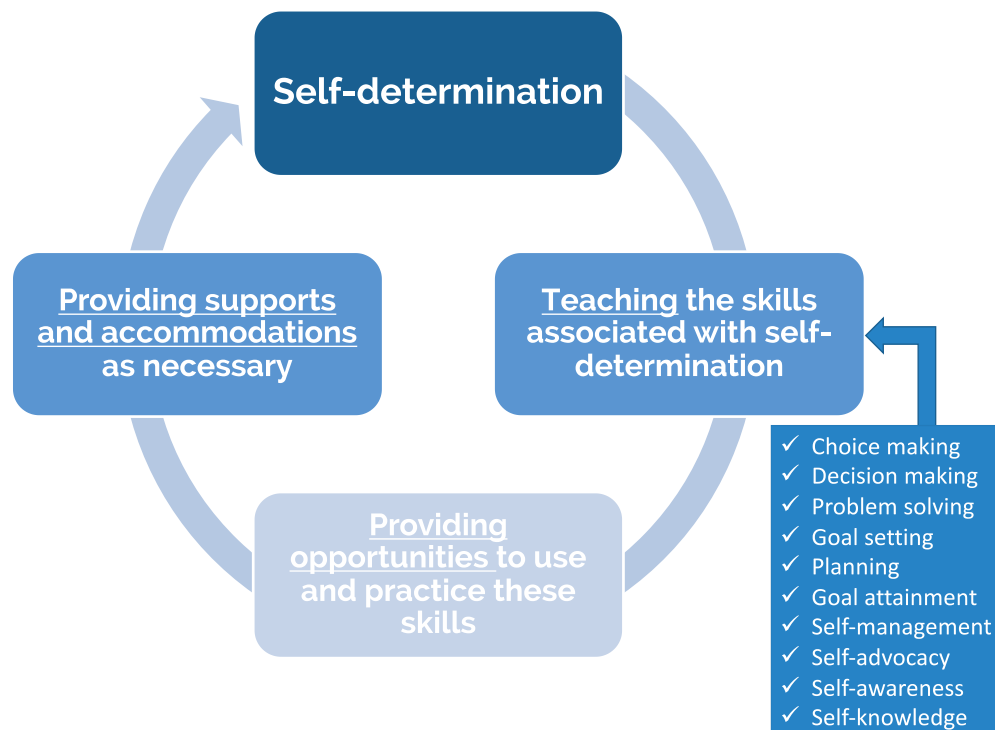 Self-determination
Providing supports
and accommodations
as necessary
Teaching the skills
associated with self-
determination
Providing
opportunities to use
and practice these
skills
✓ Choice making
✓ Decision making
✓ Problem solving
✓ Goal setting
✓ Planning
✓ Goal attainment
✓ Self-management
✓ Self-advocacy
✓ Self-awareness
✓ Self-knowledge